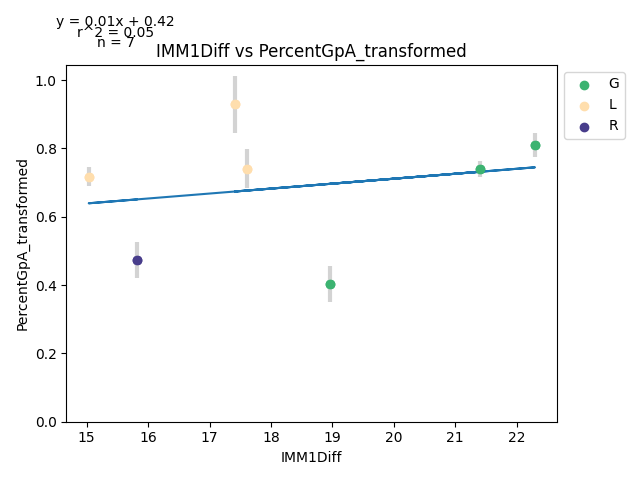 y = 0.01x + 0.42
r^2 = 0.05
n = 7
IMM1Diff vs PercentGpA_transformed
1.0
0.8
0.6
0.4
0.2
0.0
PercentGpA_transformed
15 16 17 18 19 20 21 22
IMM1Diff
G
L
R